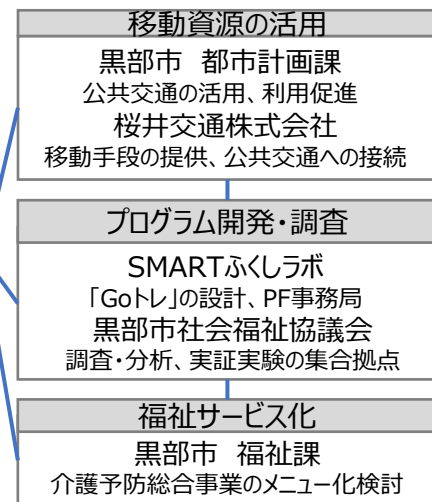 移動資源の活用
黒部市 都市計画課
公共交通の活用、利用促進
桜井交通株式会社
移動手段の提供、公共交通への接続
プログラム開発・調査
SMARTふくしラボ
「Goトレ」の設計、PF事務局
黒部市社会福祉協議会
調査・分析、実証実験の集合拠点
福祉サービス化
黒部市 福祉課
介護予防総合事業のメニュー化検討